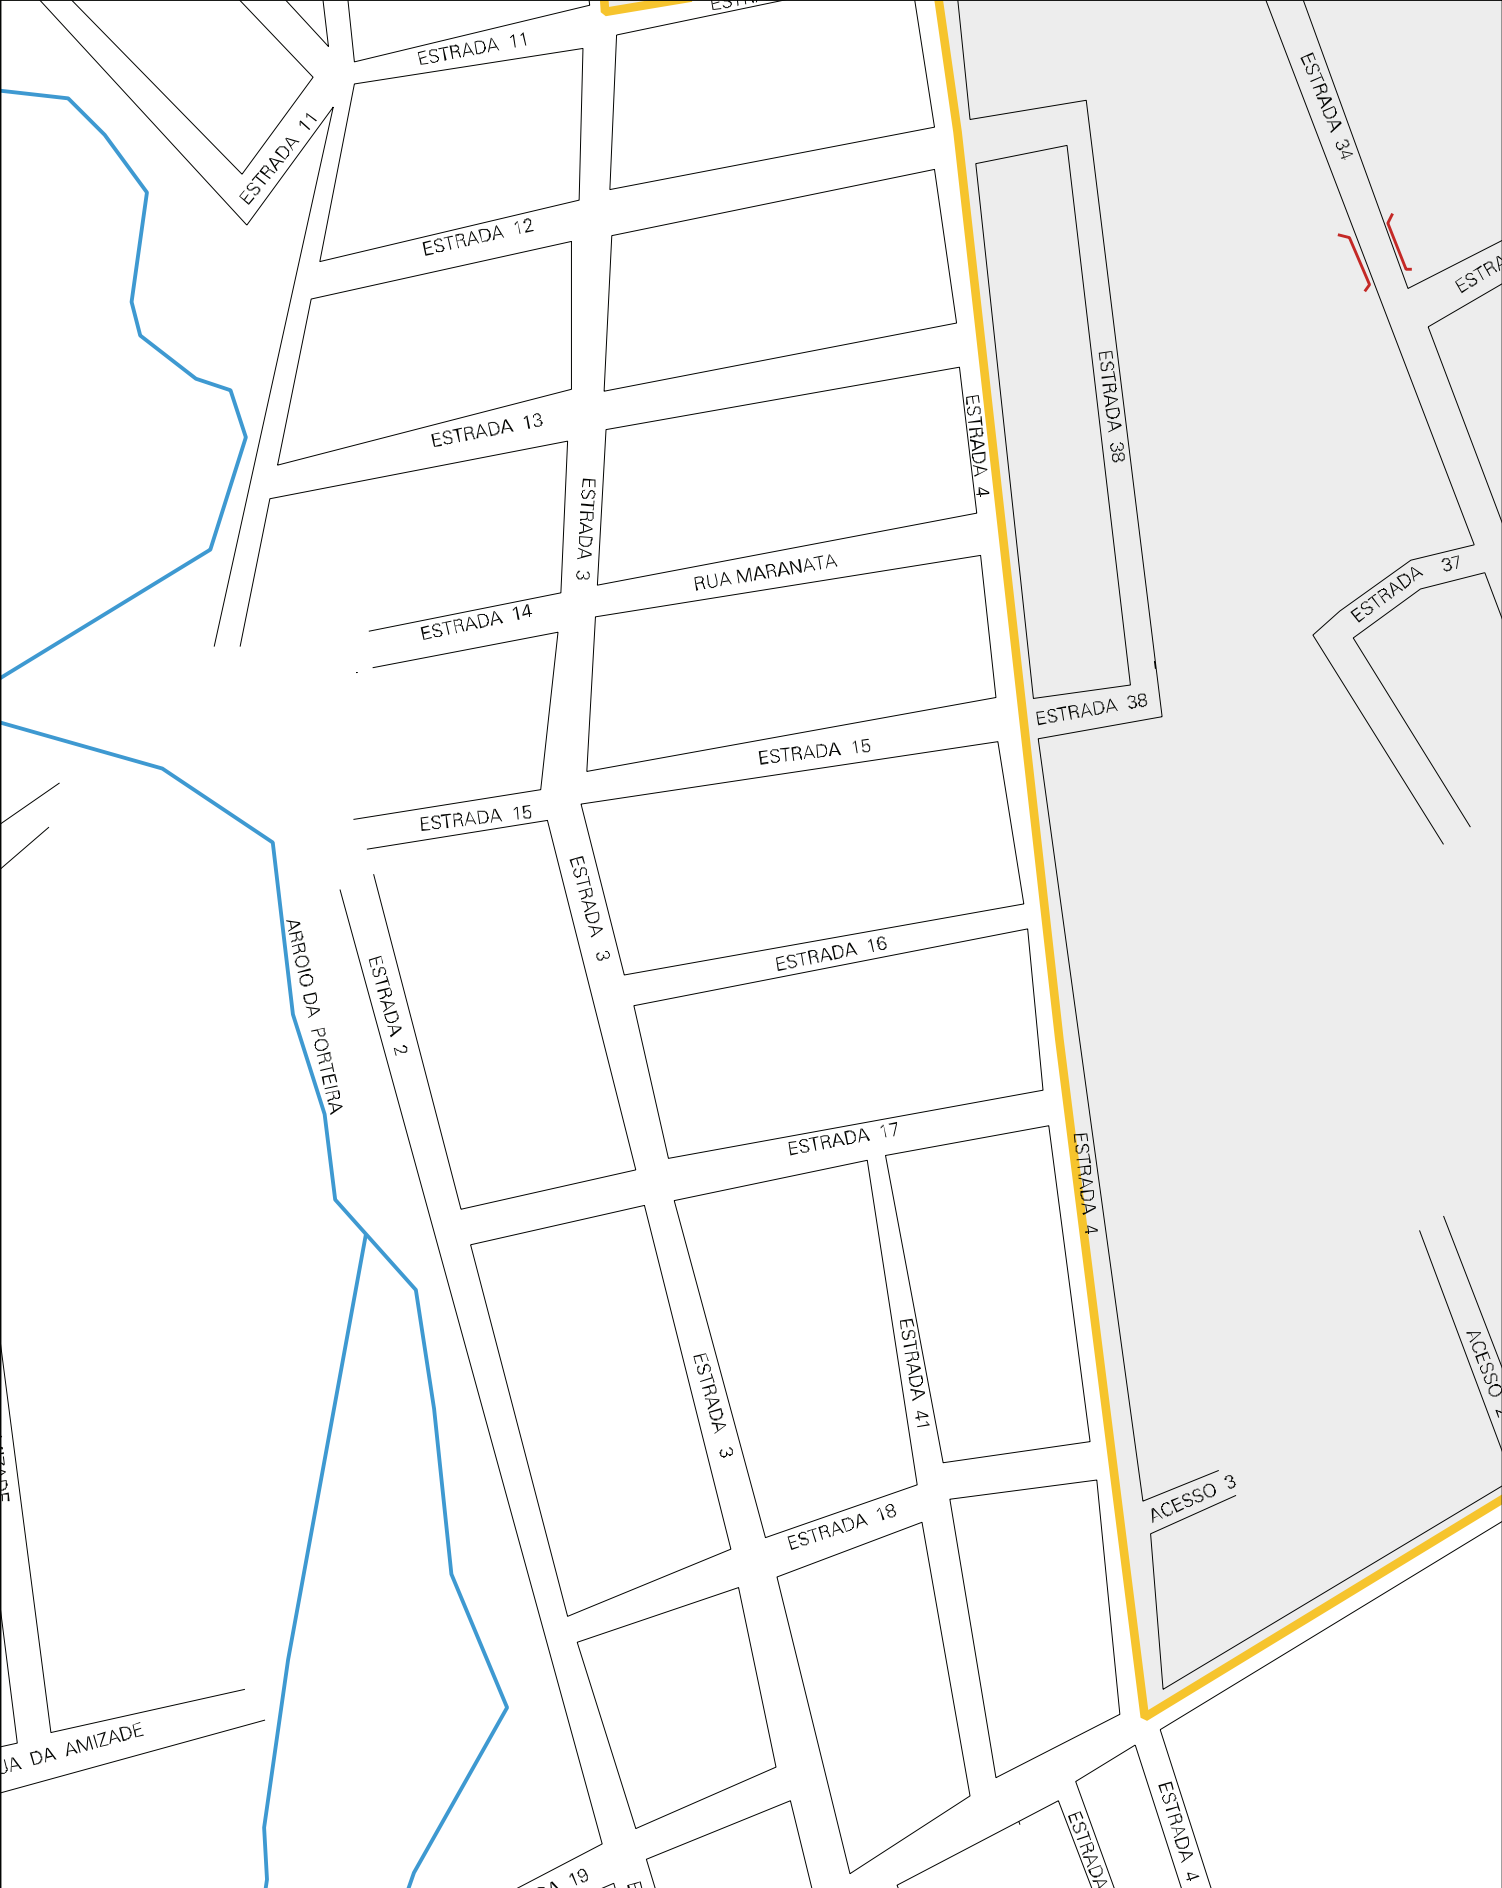 ESTRADA 11
ESTRADA 34
ESTRADA 11
ESTRADA 12
ESTRADA 38
ESTRADA 13
ESTRADA 4
ESTRADA 3
RUA MARANATA
ESTRADA 37
ESTRADA 14
ESTRADA 38
ESTRADA 15
ESTRADA 15
ESTRADA 3
ESTRADA 16
ARROIO DA PORTEIRA
ESTRADA 2
ESTRADA 17
ESTRADA 4
ESTRADA 41
ACESSO
ESTRADA 3
ACESSO 3
ESTRADA 18
DA AMIZADE
ESTRADA 4
ESTRADA
19